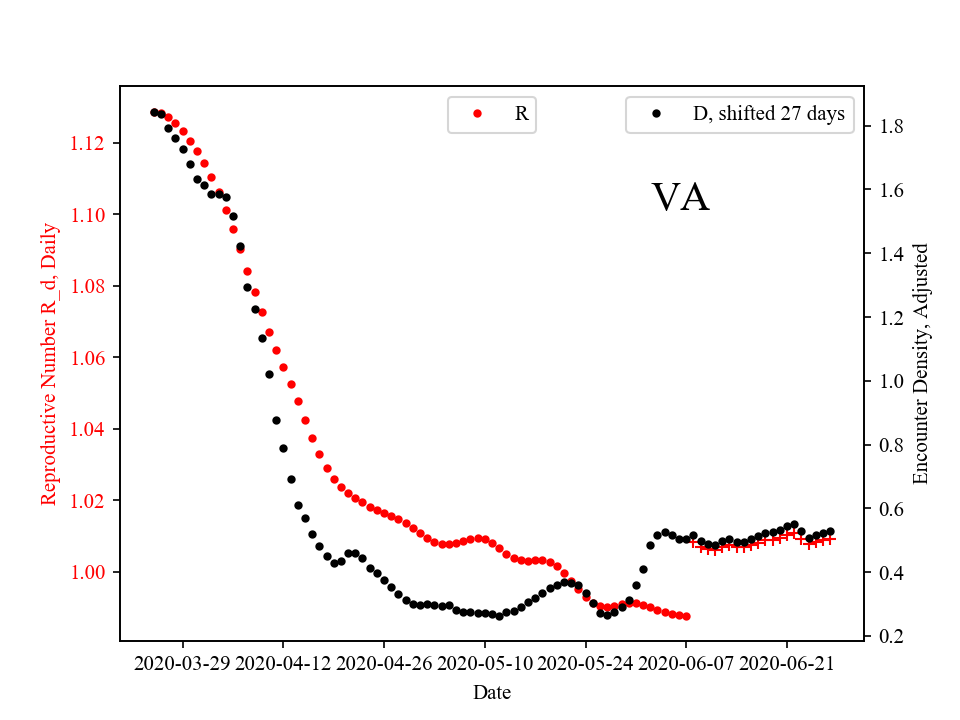 R
D, shifted 27 days
VA
Reproductive Number R_d, Daily
1.12
1.10
1.08
1.06
1.04
1.02
1.00
1.8
1.6
1.4
1.2
1.0
0.8
0.6
0.4
0.2
Encounter Density, Adjusted
2020-03-29 2020-04-12 2020-04-26 2020-05-10 2020-05-24 2020-06-07 2020-06-21
Date